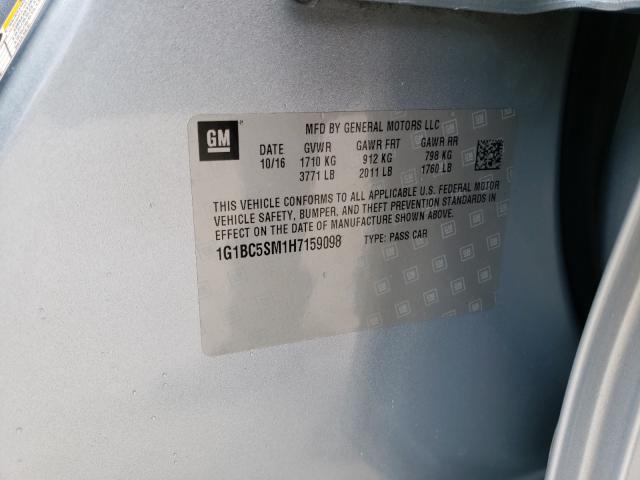 GM
MFD BY GENERAL MOTORS LLC
DATE GVWR GAWR FRT GAWR RR
10/16 1710 KG 912 KG 798 KG
3771 LB 2011 LB 1760 LB
THIS VEHICLE CONFORMS TO ALL APPLICABLE U.S. FEDERAL MOTOR
VEHICLE SAFETY, BUMPER, AND THEFT PREVENTION STANDARDS IN
EFFECT ON THE DATE OF MANUFACTURE SHOWN ABOVE.
1G1BC5SM1H7159098 TYPE: PASS CAR